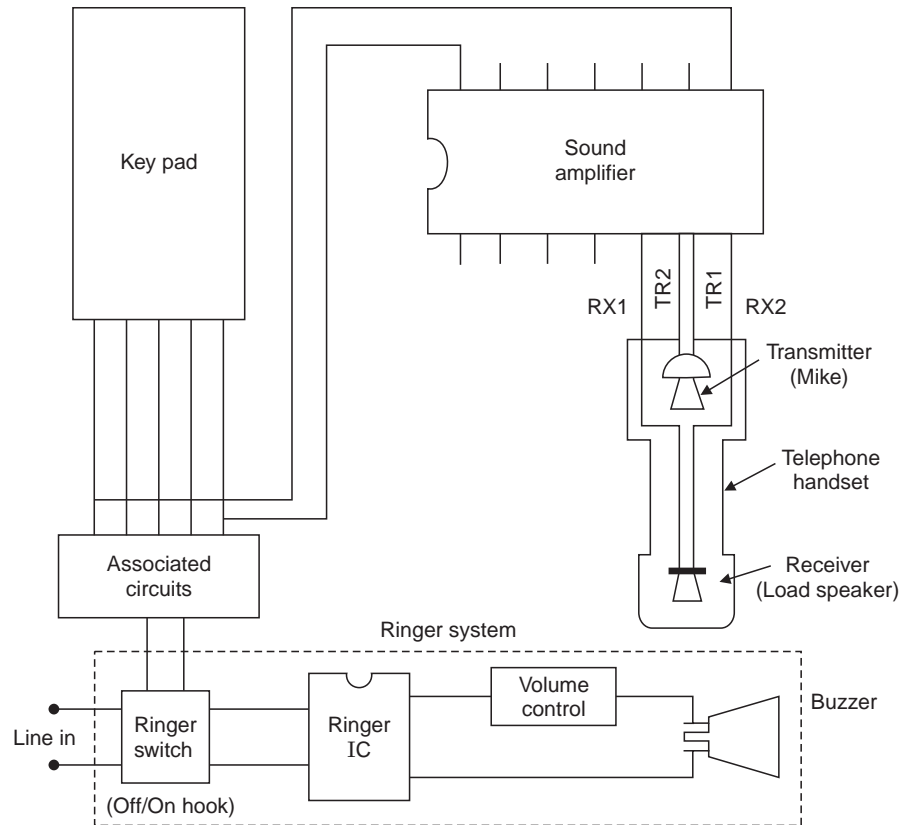 Key pad
Sound
amplifier
RX1
TR2
TR1
RX2
Transmitter
(Mike)
Telephone
handset
Associated
circuits
Receiver
(Load speaker)
Ringer system
Line in
Ringer
switch
(Off/On hook)
Ringer
IC
Volume
control
Buzzer